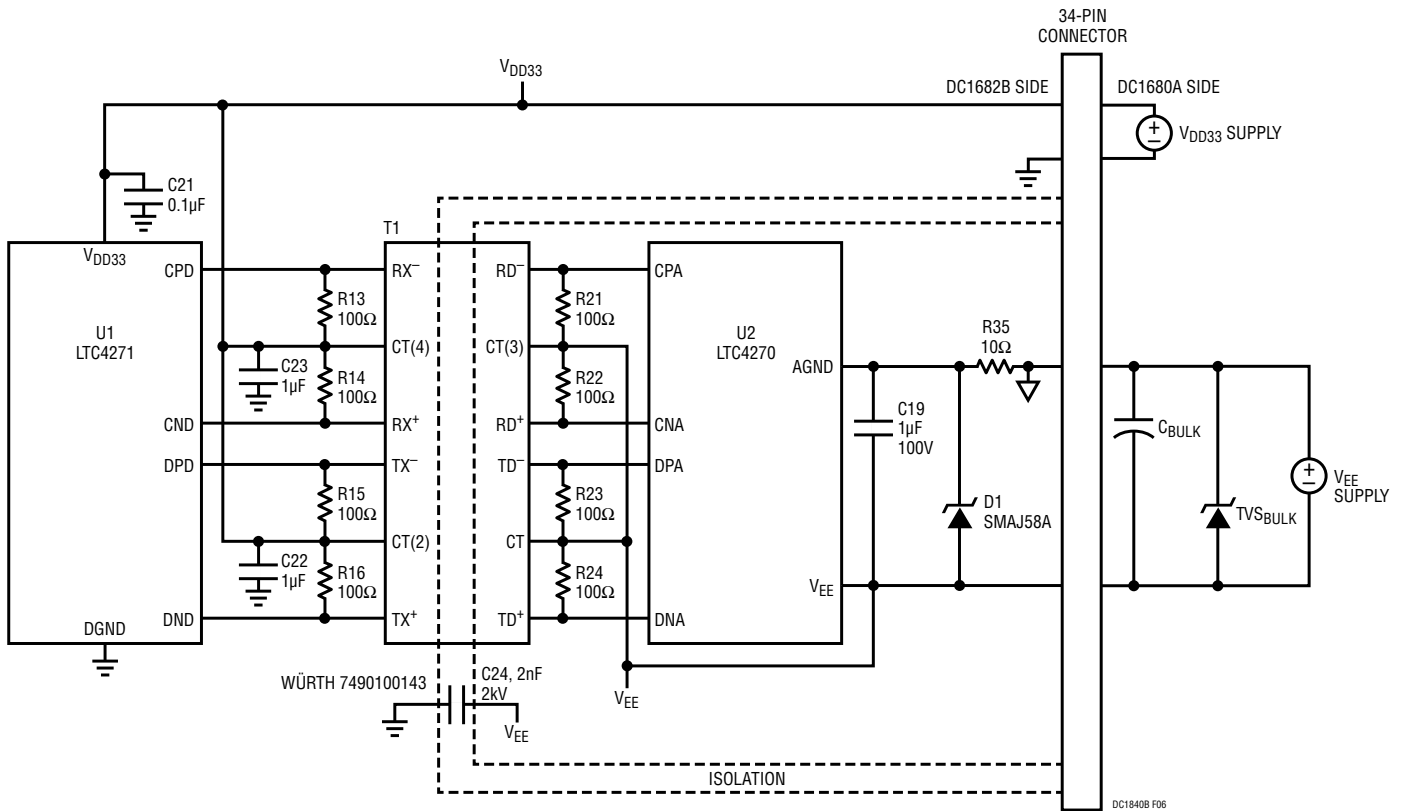 34-PIN
CONNECTOR
VDD33
DC1682B SIDE
DC1680A SIDE
+
−
VDD33 SUPPLY
C21
0.1µF
T1
VDD33
CPD
RX−
RD−
CPA
R13
100Ω
R21
100Ω
U1
LTC4271
U2
LTC4270
R35
10Ω
CT(4)
CT(3)
AGND
C23
1µF
R14
100Ω
R22
100Ω
C19
1µF
100V
CBULK
CND
RX+
RD+
CNA
DPD
TX−
TD−
DPA
+
−
VEE
SUPPLY
R15
100Ω
R23
100Ω
D1
SMAJ58A
TVSBULK
CT(2)
CT
C22
1µF
R16
100Ω
R24
100Ω
VEE
DGND
DND
TX+
TD+
DNA
WÜRTH 7490100143
C24, 2nF
2kV
VEE
VEE
ISOLATION
DC1840B F06